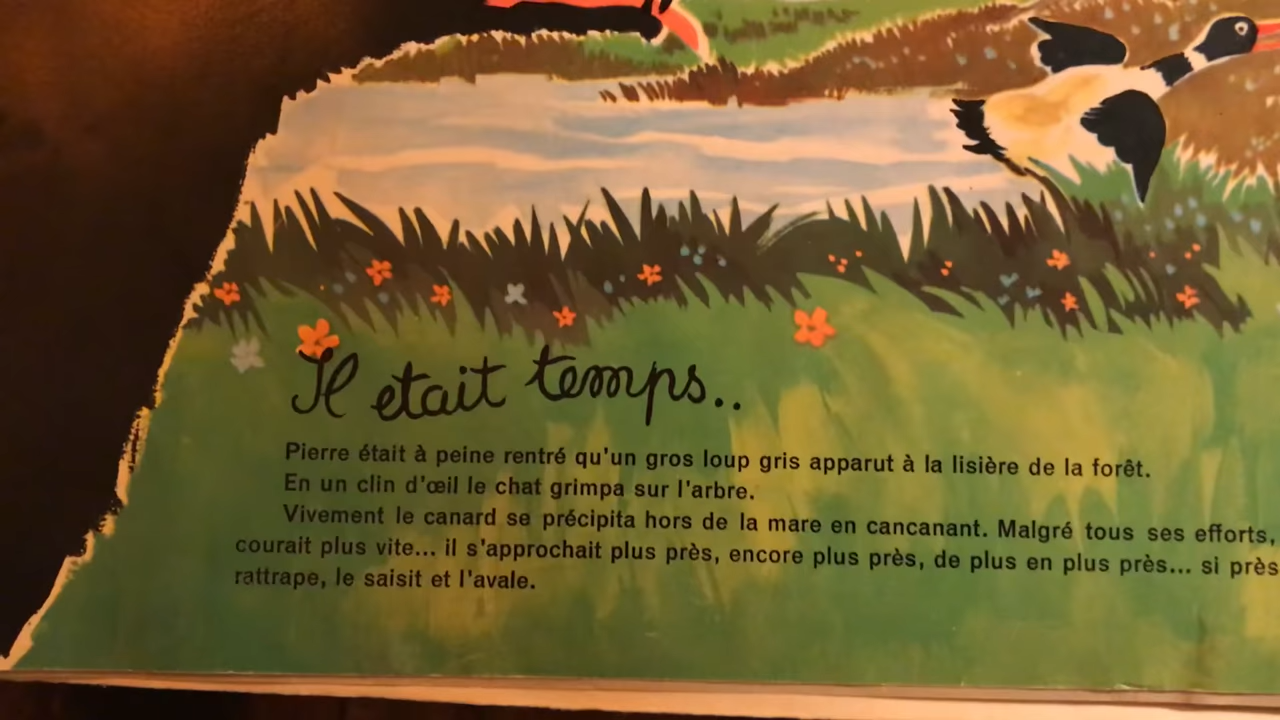 Il etait temps..
Pierre était à peine rentré qu'un gros loup gris apparut à la lisière de la forêt.
En un clin d'œil le chat grimpa sur l'arbre.
Vivement le canard se précipita hors de la mare en cancanant. Malgré tous ses efforts,
courait plus vite... il s'approchait plus près, encore plus près, de plus en plus près... si près
rattrape, le saisit et l'avale.